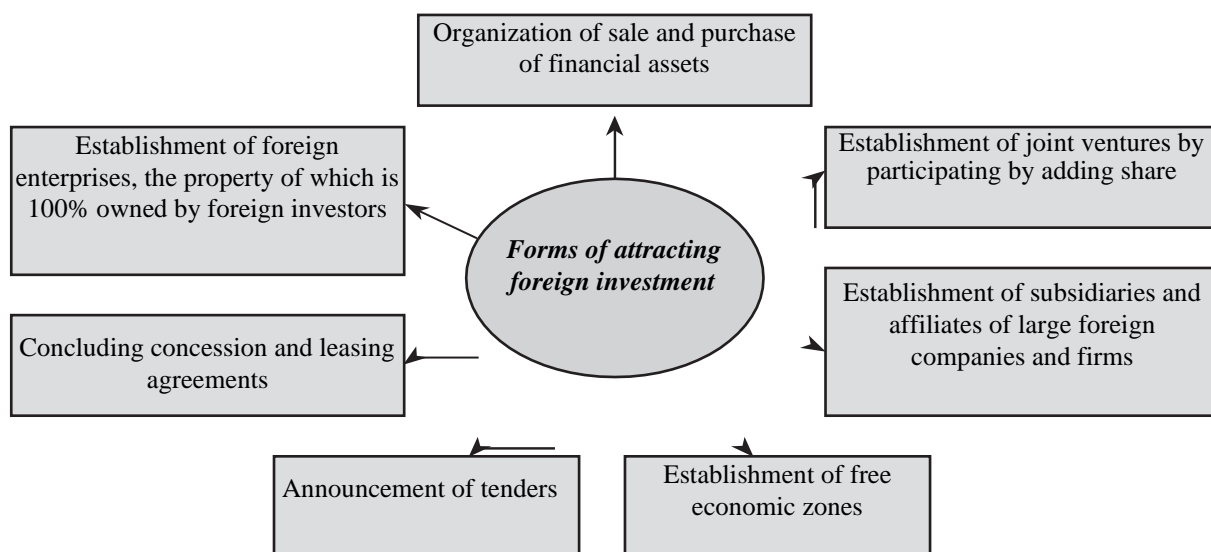 Organization of sale and purchase
of financial assets
Establishment of foreign
enterprises, the property of which is
100% owned by foreign investors
Establishment of joint ventures by
participating by adding share
Forms of attracting
foreign investment
Establishment of subsidiaries and
affiliates of large foreign
companies and firms
Concluding concession and leasing
agreements
Announcement of tenders
Establishment of free
economic zones